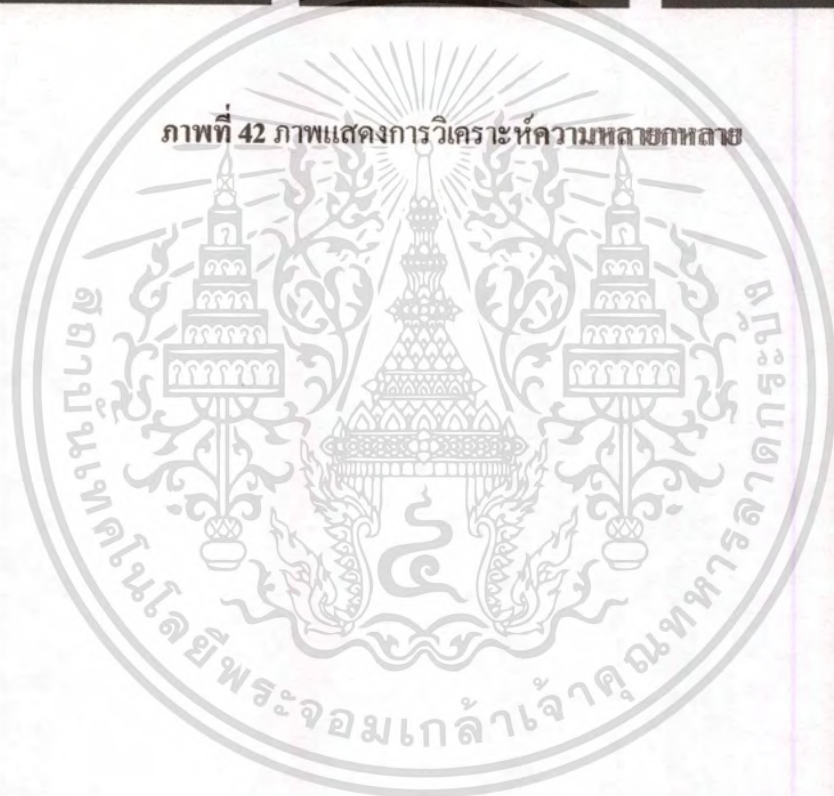 ภาพที่ 42 ภาพแสดงการวิเคราะห์ความหลายกหลาย
สถาบันเทคโนโลยีพระจอมเกล้าเจ้าคุณทหารลาดกระบัง
๔